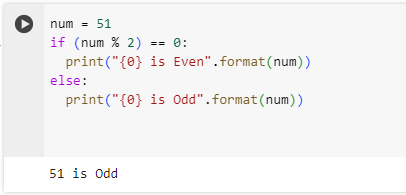 num = 51
if (num % 2) == 0:
  print("{0} is Even".format(num))
else:
  print("{0} is Odd".format(num))
51 is Odd